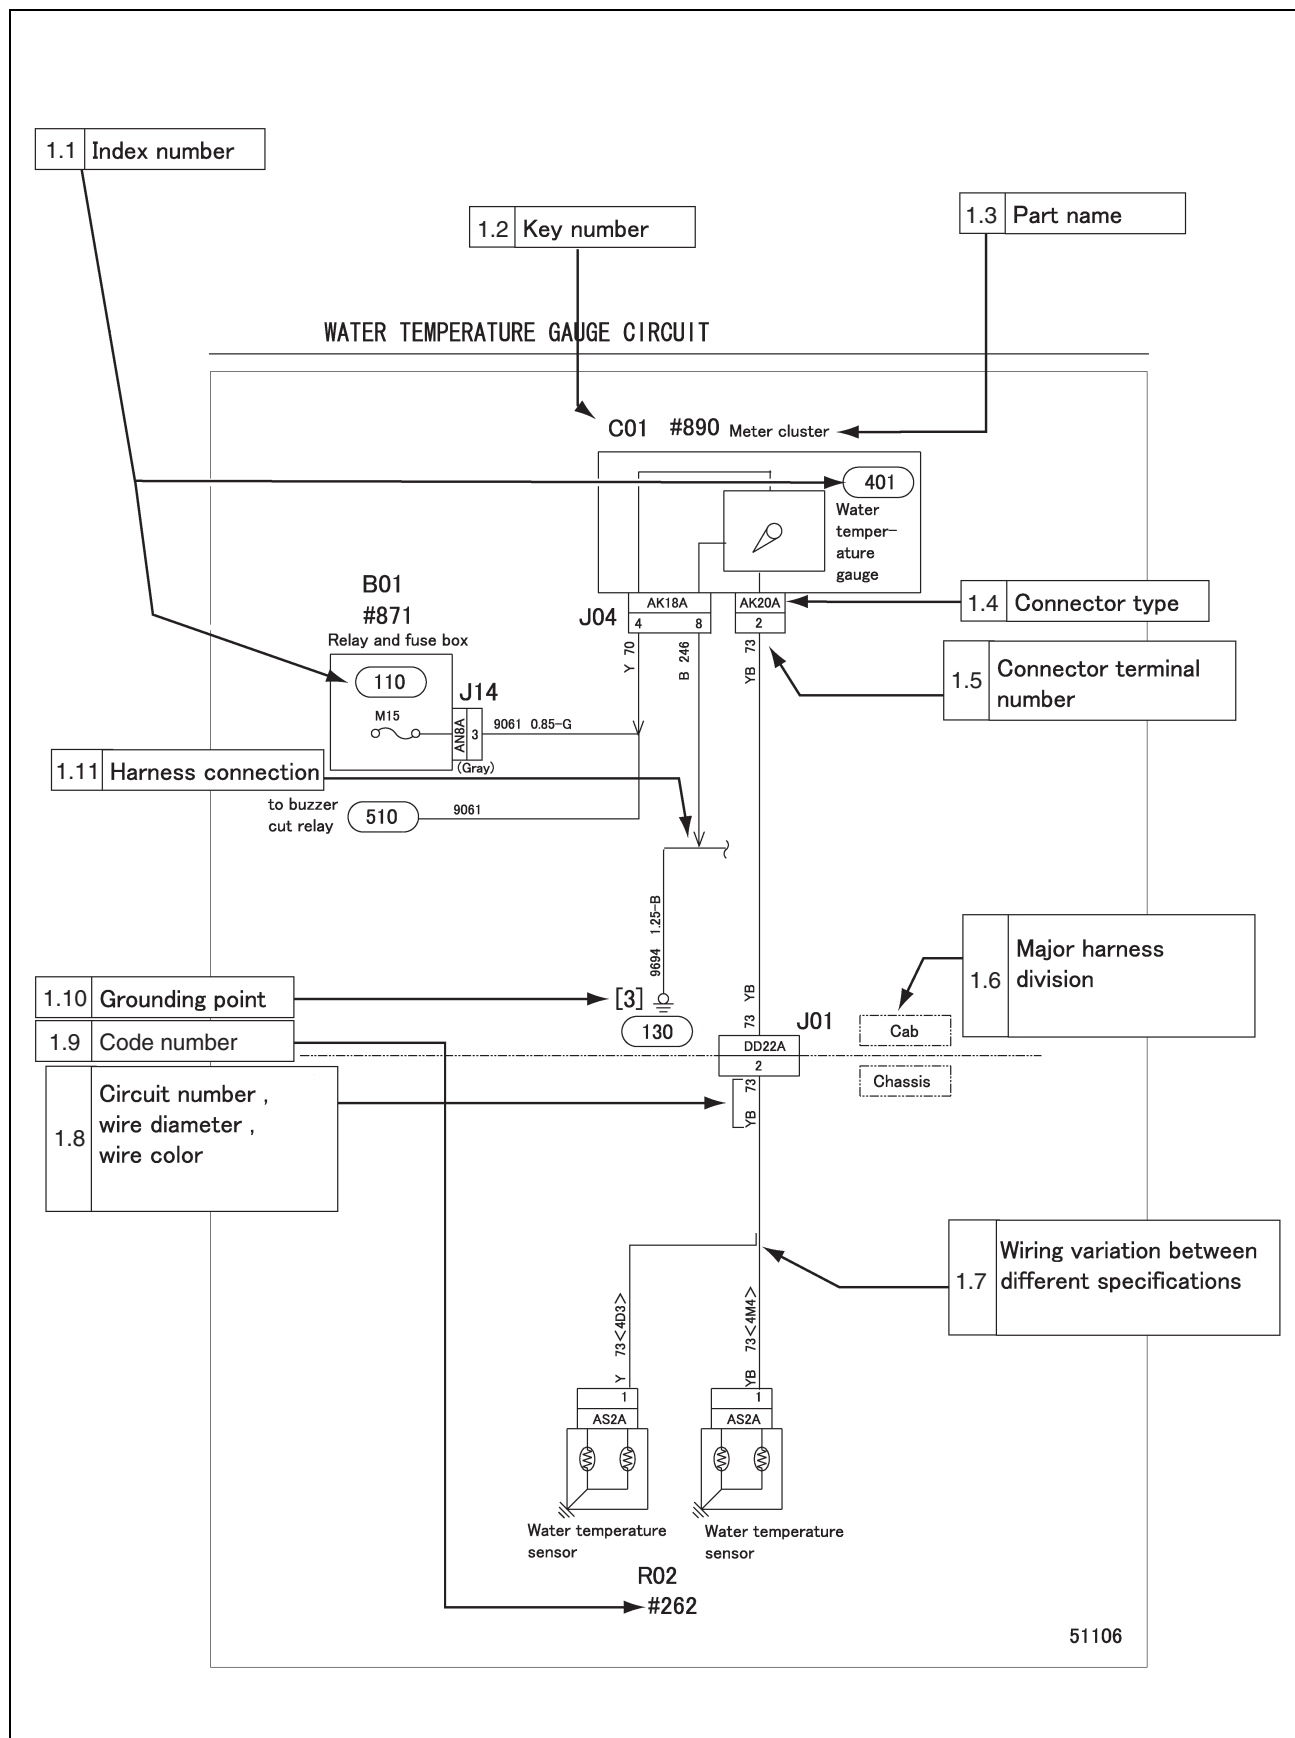 1.1 Index number
1.2 Key number
1.3 Part name
WATER TEMPERATURE GAUGE CIRCUIT
C01 #890 Meter cluster
401
Water
temper-
ature
gauge
B01
#871
Relay and fuse box
110
M15
J14
AN8A
3
(Gray)
9061 0.85-G
J04
AK18A
4 8
AK20A
2
Y 70
B 246
YB 73
1.4 Connector type
1.5 Connector terminal
number
1.11 Harness connection
to buzzer
cut relay
510
9061
9694 1.25-B
1.10 Grounding point
[3]
130
73 YB
J01
DD22A
2
YB 73
1.6 Major harness
division
Cab
Chassis
1.9 Code number
1.8 Circuit number ,
wire diameter ,
wire color
1.7 Wiring variation between
different specifications
Y 73<4D3>
YB 73<4M4>
1
AS2A
1
AS2A
Water temperature
sensor
Water temperature
sensor
R02
#262
51106